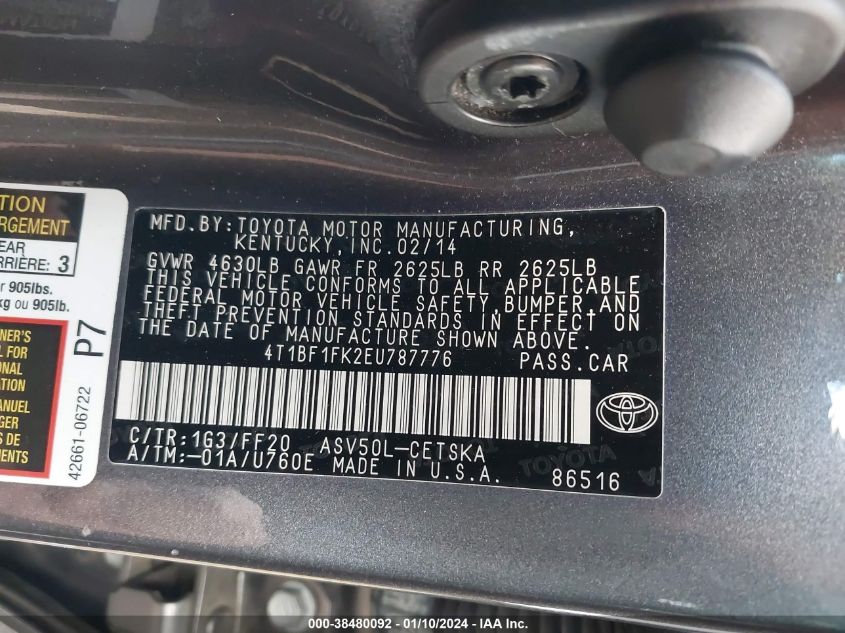 TION
RGEMENT
EAR
RRIÈRE: 3
r 905lbs.
kg ou 905lb.
NER'S
L FOR
ONAL
ATION
ANUEL
GER
S DE
MENTS
P7
42661-06722
MFD.BY:TOYOTA MOTOR MANUFACTURING,
KENTUCKY, INC.02/14
GVWR 4630LB GAWR FR 2625LB RR 2625LB
THIS VEHICLE CONFORMS TO ALL APPLICABLE
FEDERAL MOTOR VEHICLE SAFETY, BUMPER, AND
THEFT PREVENTION STANDARDS IN EFFECT ON
THE DATE OF MANUFACTURE SHOWN ABOVE.
4T1BF1FK2EU787776 PASS.CAR
C/TR:1G3/FF20 ASV50L-CETSKA
A/TM:-01A/U760E MADE IN U.S.A.
86516
TOYOTA
000-38480092 - 01/10/2024 - IAA Inc.